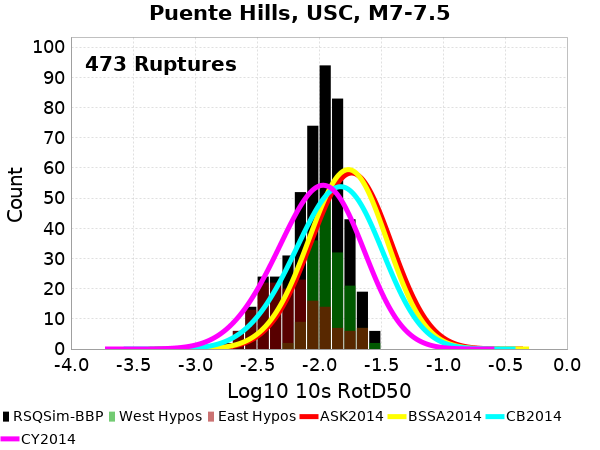 Puente Hills, USC, M7-7.5
473 Ruptures
100
90
80
70
60
50
40
30
20
10
0
Count
-4.0 -3.5 -3.0 -2.5 -2.0 -1.5 -1.0 -0.5 0.0
Log10 10s RotD50
RSQSim-BBP West Hypos East Hypos ASK2014 BSSA2014 CB2014
CY2014